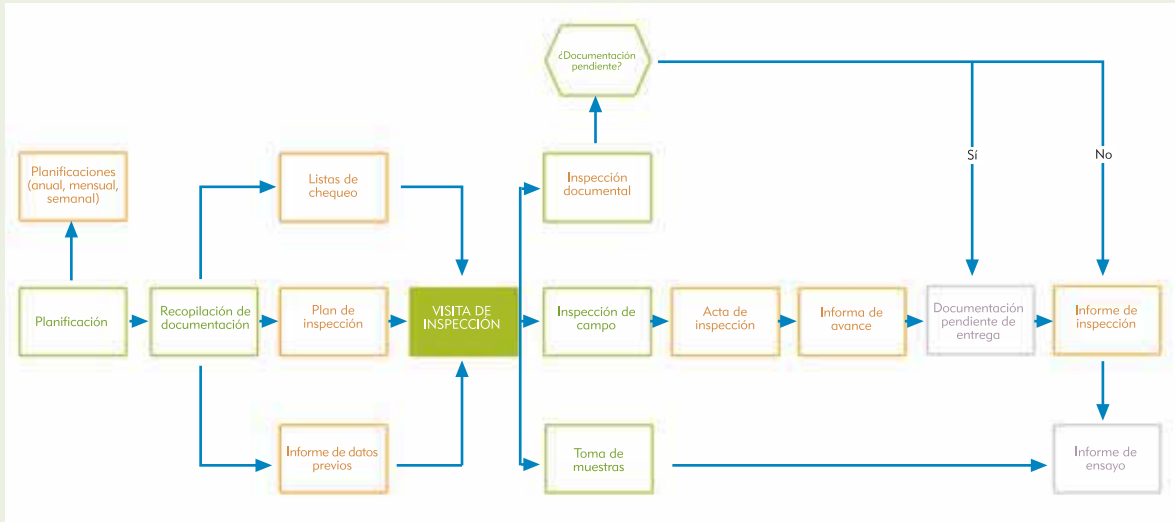 ¿Documentación
pendiente?
Planificaciones
(anual, mensual,
semanal)
Listas de
chequeo
Inspección
documental
Sí
No
Planificación
Recopilación de
documentación
Plan de
inspección
VISITA DE
INSPECCIÓN
Inspección de
campo
Acta de
inspección
Informa de
avance
Documentación
pendiente de
entrega
Informe de
inspección
Informe de datos
previos
Toma de
muestras
Informe de
ensayo